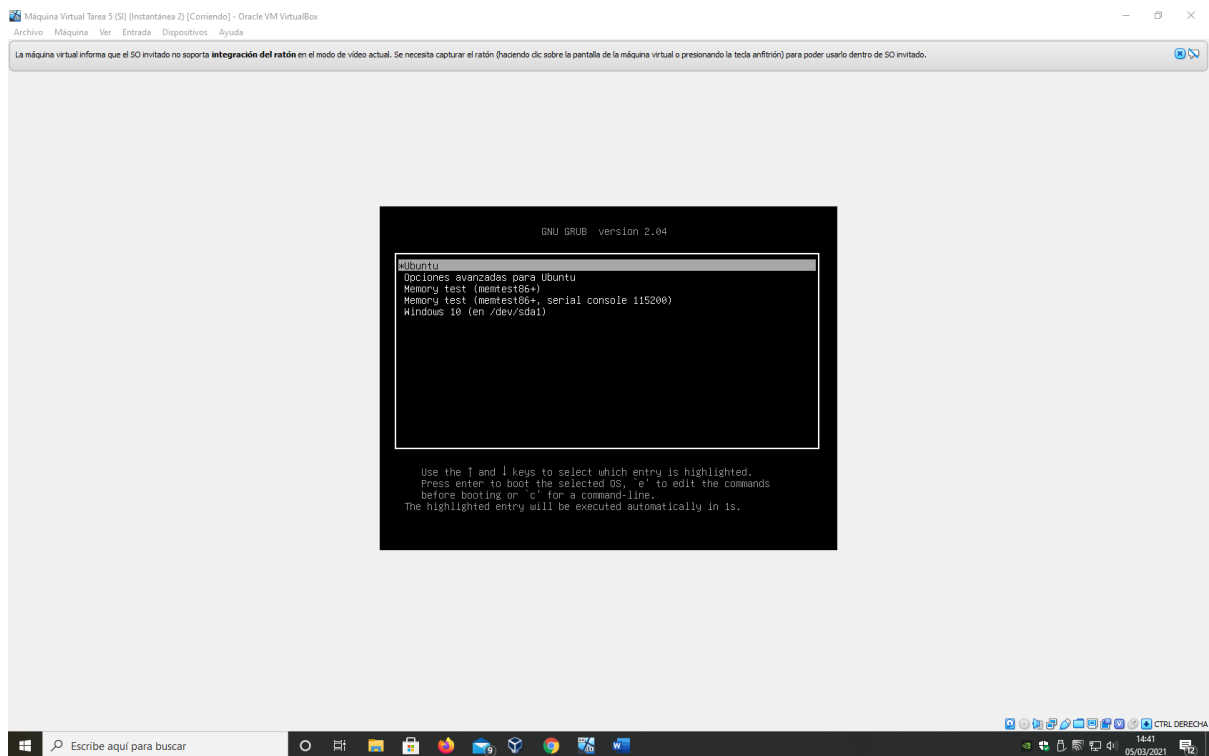 Máquina Virtual Tarea 5 (SI) (Instantánea 2) [Corriendo] - Oracle VM VirtualBox
Archivo Máquina Ver Entrada Dispositivos Ayuda
La máquina virtual informa que el SO invitado no soporta integración del ratón en el modo de vídeo actual. Se necesita capturar el ratón (haciendo clic sobre la pantalla de la máquina virtual o presionando la tecla anfitrión) para poder usarlo dentro de SO invitado.
GNU GRUB version 2.04
*Ubuntu
Opciones avanzadas para Ubuntu
Memory test (memtest86+)
Memory test (memtest86+, serial console 115200)
Windows 10 (en /dev/sda1)
Use the ↑ and ↓ keys to select which entry is highlighted.
Press enter to boot the selected OS, `e' to edit the commands
before booting or `c' for a command-line.
The highlighted entry will be executed automatically in 1s.
CTRL DERECHA
Escribe aquí para buscar
9
14:41
05/03/2021
12